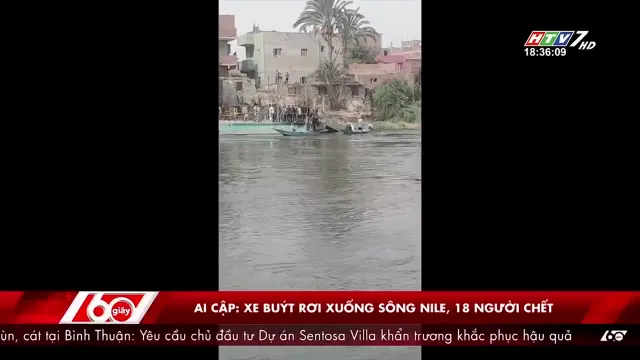 HTV7 HD
18:36:09
60 giây
AI CẬP: XE BUÝT RƠI XUỐNG SÔNG NILE, 18 NGƯỜI CHẾT
ùn, cát tại Bình Thuận: Yêu cầu chủ đầu tư Dự án Sentosa Villa khẩn trương khắc phục hậu quả
60